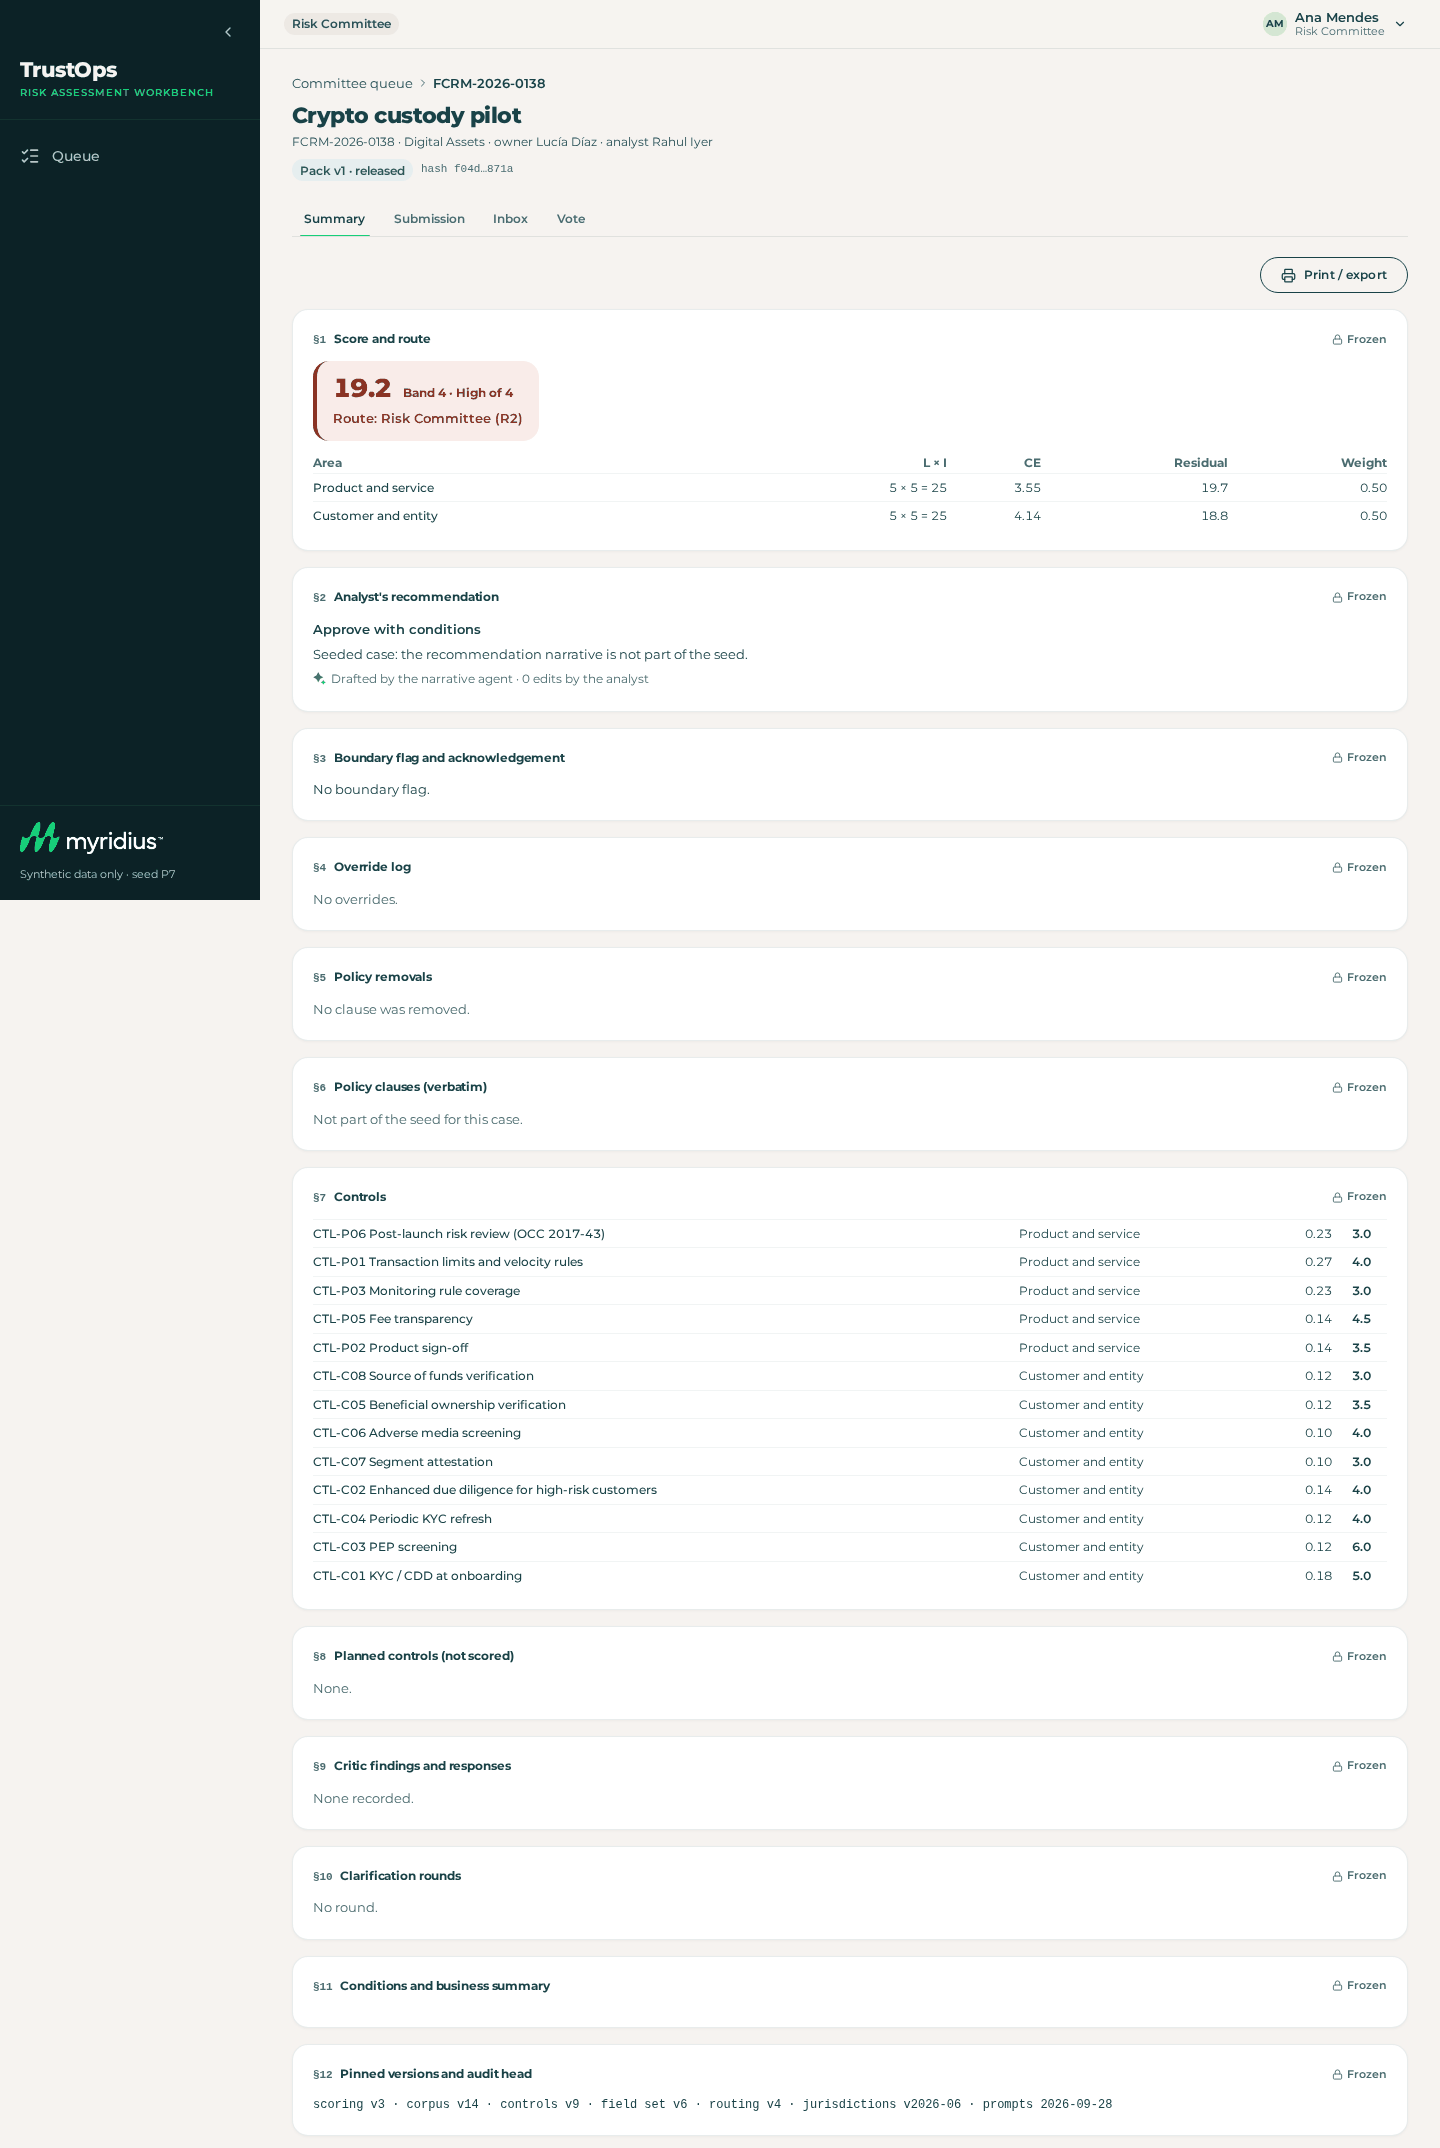 TrustOps
RISK ASSESSMENT WORKBENCH
Queue
myridius™
Synthetic data only · seed P7
Risk Committee
AM
Ana Mendes
Risk Committee
Committee queue > FCRM-2026-0138
Crypto custody pilot
FCRM-2026-0138 · Digital Assets · owner Lucía Díaz · analyst Rahul Iyer
Pack v1 · released hash f04d…871a
Summary Submission Inbox Vote
Print / export
§1 Score and route Frozen
19.2 Band 4 · High of 4
Route: Risk Committee (R2)
Area L × I CE Residual Weight
Product and service 5 × 5 = 25 3.55 19.7 0.50
Customer and entity 5 × 5 = 25 4.14 18.8 0.50
§2 Analyst's recommendation Frozen
Approve with conditions
Seeded case: the recommendation narrative is not part of the seed.
Drafted by the narrative agent · 0 edits by the analyst
§3 Boundary flag and acknowledgement Frozen
No boundary flag.
§4 Override log Frozen
No overrides.
§5 Policy removals Frozen
No clause was removed.
§6 Policy clauses (verbatim) Frozen
Not part of the seed for this case.
§7 Controls Frozen
CTL-P06 Post-launch risk review (OCC 2017-43) Product and service 0.23 3.0
CTL-P01 Transaction limits and velocity rules Product and service 0.27 4.0
CTL-P03 Monitoring rule coverage Product and service 0.23 3.0
CTL-P05 Fee transparency Product and service 0.14 4.5
CTL-P02 Product sign-off Product and service 0.14 3.5
CTL-C08 Source of funds verification Customer and entity 0.12 3.0
CTL-C05 Beneficial ownership verification Customer and entity 0.12 3.5
CTL-C06 Adverse media screening Customer and entity 0.10 4.0
CTL-C07 Segment attestation Customer and entity 0.10 3.0
CTL-C02 Enhanced due diligence for high-risk customers Customer and entity 0.14 4.0
CTL-C04 Periodic KYC refresh Customer and entity 0.12 4.0
CTL-C03 PEP screening Customer and entity 0.12 6.0
CTL-C01 KYC / CDD at onboarding Customer and entity 0.18 5.0
§8 Planned controls (not scored) Frozen
None.
§9 Critic findings and responses Frozen
None recorded.
§10 Clarification rounds Frozen
No round.
§11 Conditions and business summary Frozen
§12 Pinned versions and audit head Frozen
scoring v3 · corpus v14 · controls v9 · field set v6 · routing v4 · jurisdictions v2026-06 · prompts 2026-09-28